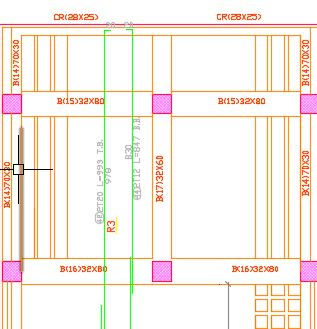 CR(28X25)
CR(28X25)
B(14)70X30
B(14)70X30
B(15)32X80
B(15)32X80
B(17)32X60
B(14)70X30
B(14)70X30
R3
B(16)32X80
B(16)32X80